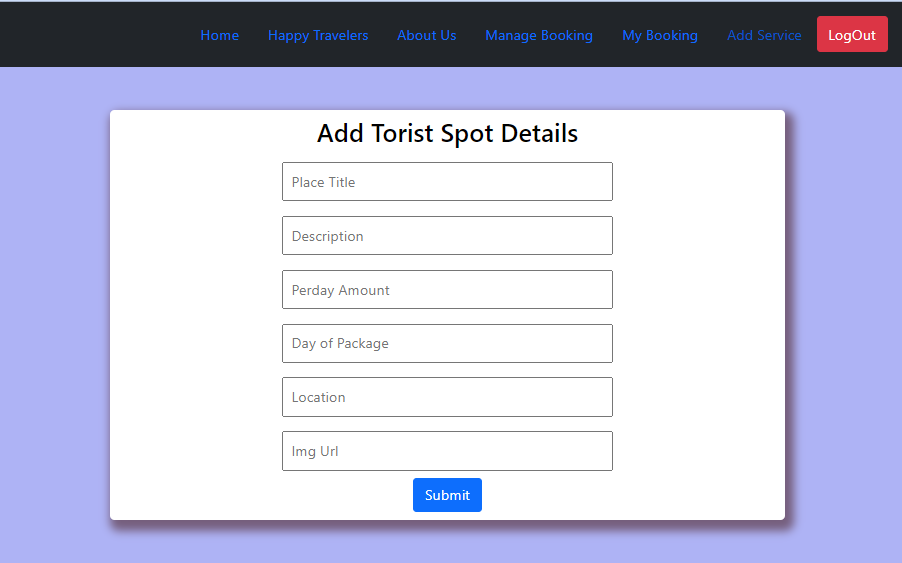 Home Happy Travelers About Us Manage Booking My Booking Add Service LogOut
Add Torist Spot Details
Place Title
Description
Perday Amount
Day of Package
Location
Img Url
Submit